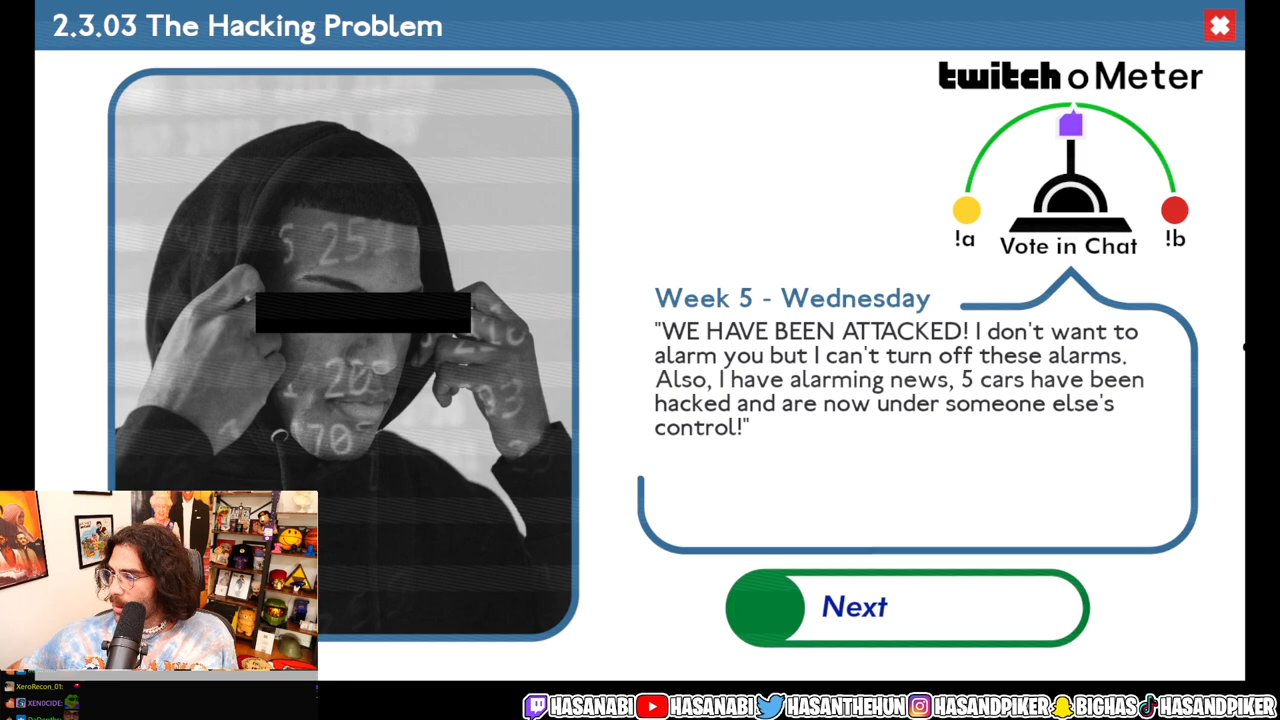 2.3.03 The Hacking Problem
twitch o Meter
!a
Vote in Chat
!b
Week 5 - Wednesday
"WE HAVE BEEN ATTACKED! I don't want to
alarm you but I can't turn off these alarms.
Also, I have alarming news, 5 cars have been
hacked and are now under someone else's
control!"
Next
XeroRecon_01:
XEN0CIDE:
HASANABI HASANABI HASANTHEHUN HASANDPIKER BIGHAS HASANDPIKER